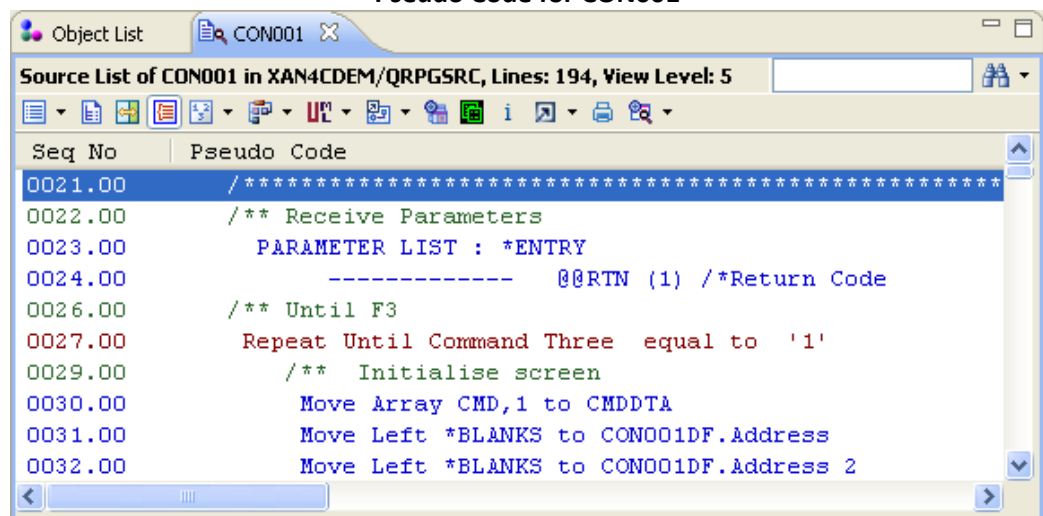 Pseudo Code for CON001
Object List CON001
Source List of CON001 in XAN4CDEM/QRPGSRC, Lines: 194, View Level: 5
Seq No Pseudo Code
0021.00 /*****************************************************
0022.00 /** Receive Parameters
0023.00 PARAMETER LIST : *ENTRY
0024.00 ------------- @@RTN (1) /*Return Code
0026.00 /** Until F3
0027.00 Repeat Until Command Three equal to '1'
0029.00 /** Initialise screen
0030.00 Move Array CMD,1 to CMDDTA
0031.00 Move Left *BLANKS to CON001DF.Address
0032.00 Move Left *BLANKS to CON001DF.Address 2